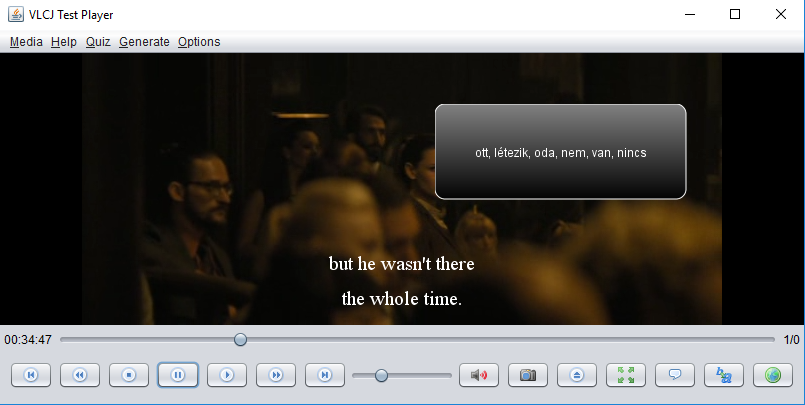 VLCJ Test Player
Media Help Quiz Generate Options
ott, létezik, oda, nem, van, nincs
but he wasn't there
the whole time.
00:34:47
1/0